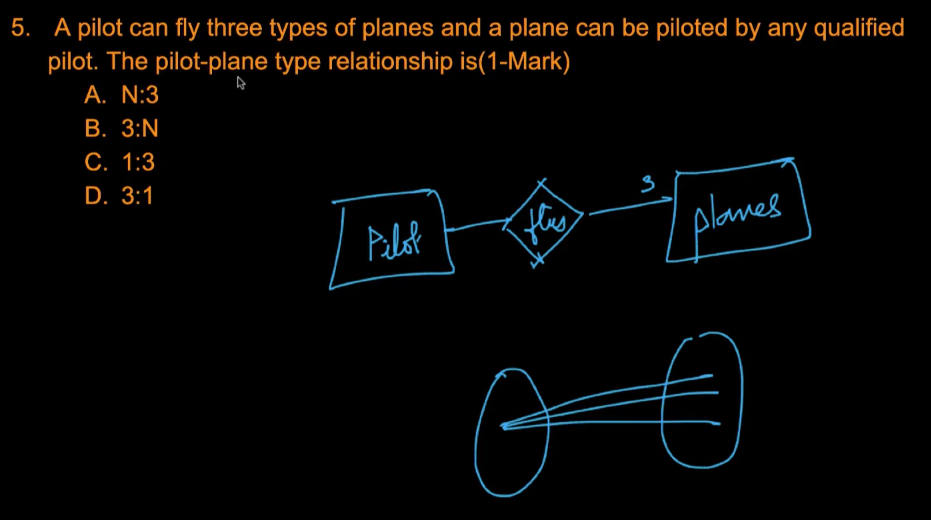 5. A pilot can fly three types of planes and a plane can be piloted by any qualified
pilot. The pilot-plane type relationship is(1-Mark)
A. N:3
B. 3:N
C. 1:3
D. 3:1
3
Pilot
flies
planes